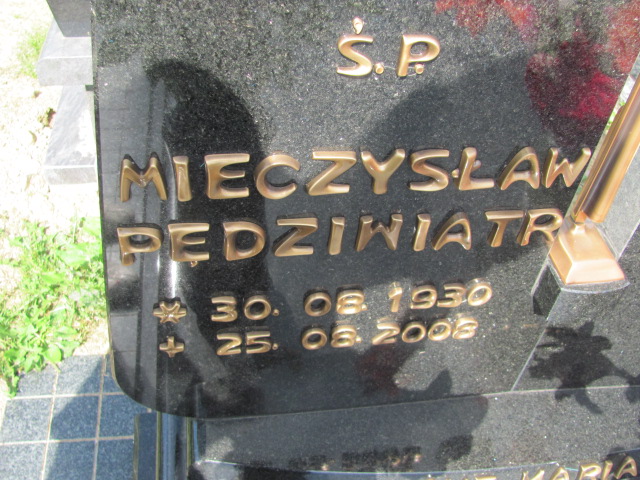 Ś.P.
MIECZYSŁAW
PĘDZIWIATR
* 30. 08. 1930
+ 25. 08. 2008